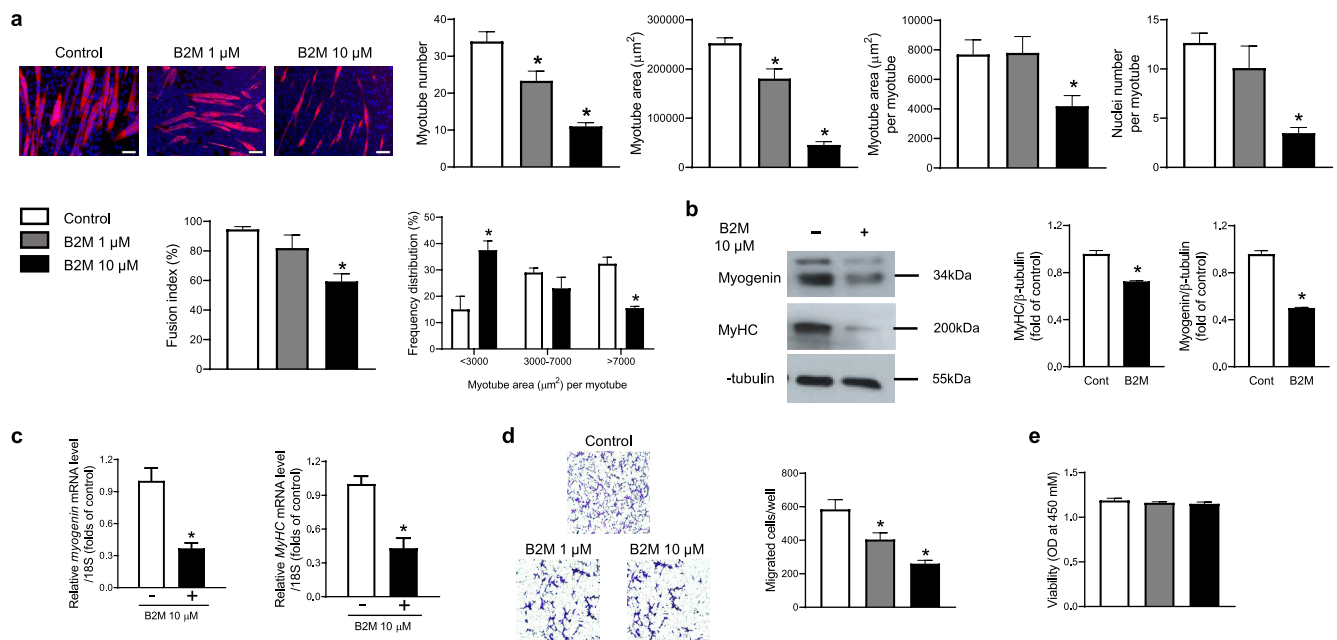 a
Control
B2M 1 μM
B2M 10 μM
Myotube number
40
30
20
10
0
*
*
Myotube area (μm²)
300000
200000
100000
0
*
*
Myotube area (μm²)
per myotube
10000
8000
6000
4000
2000
0
*
Nuclei number
per myotube
15
10
5
0
*
Control
B2M 1 μM
B2M 10 μM
Fusion index (%)
100
80
60
40
20
0
*
Frequency distribution (%)
50
40
30
20
10
0
*
*
<3000
3000-7000
>7000
Myotube area (μm²) per myotube
b
B2M
10 μM
– +
Myogenin
34kDa
MyHC
200kDa
-tubulin
55kDa
MyHC/β-tubulin
(fold of control)
1.2
0.8
0.4
0.0
*
Cont B2M
Myogenin/β-tubulin
(fold of control)
1.2
0.8
0.4
0.0
*
Cont B2M
c
Relative myogenin mRNA level
/18S (folds of control)
1.2
0.9
0.6
0.3
0.0
*
- +
B2M 10 μM
Relative MyHC mRNA level
/18S (folds of control)
1.2
0.9
0.6
0.3
0.0
*
- +
B2M 10 μM
d
Control
B2M 1 μM
B2M 10 μM
Migrated cells/well
800
600
400
200
0
*
*
e
Viability (OD at 450 mM)
1.5
1.0
0.5
0.0